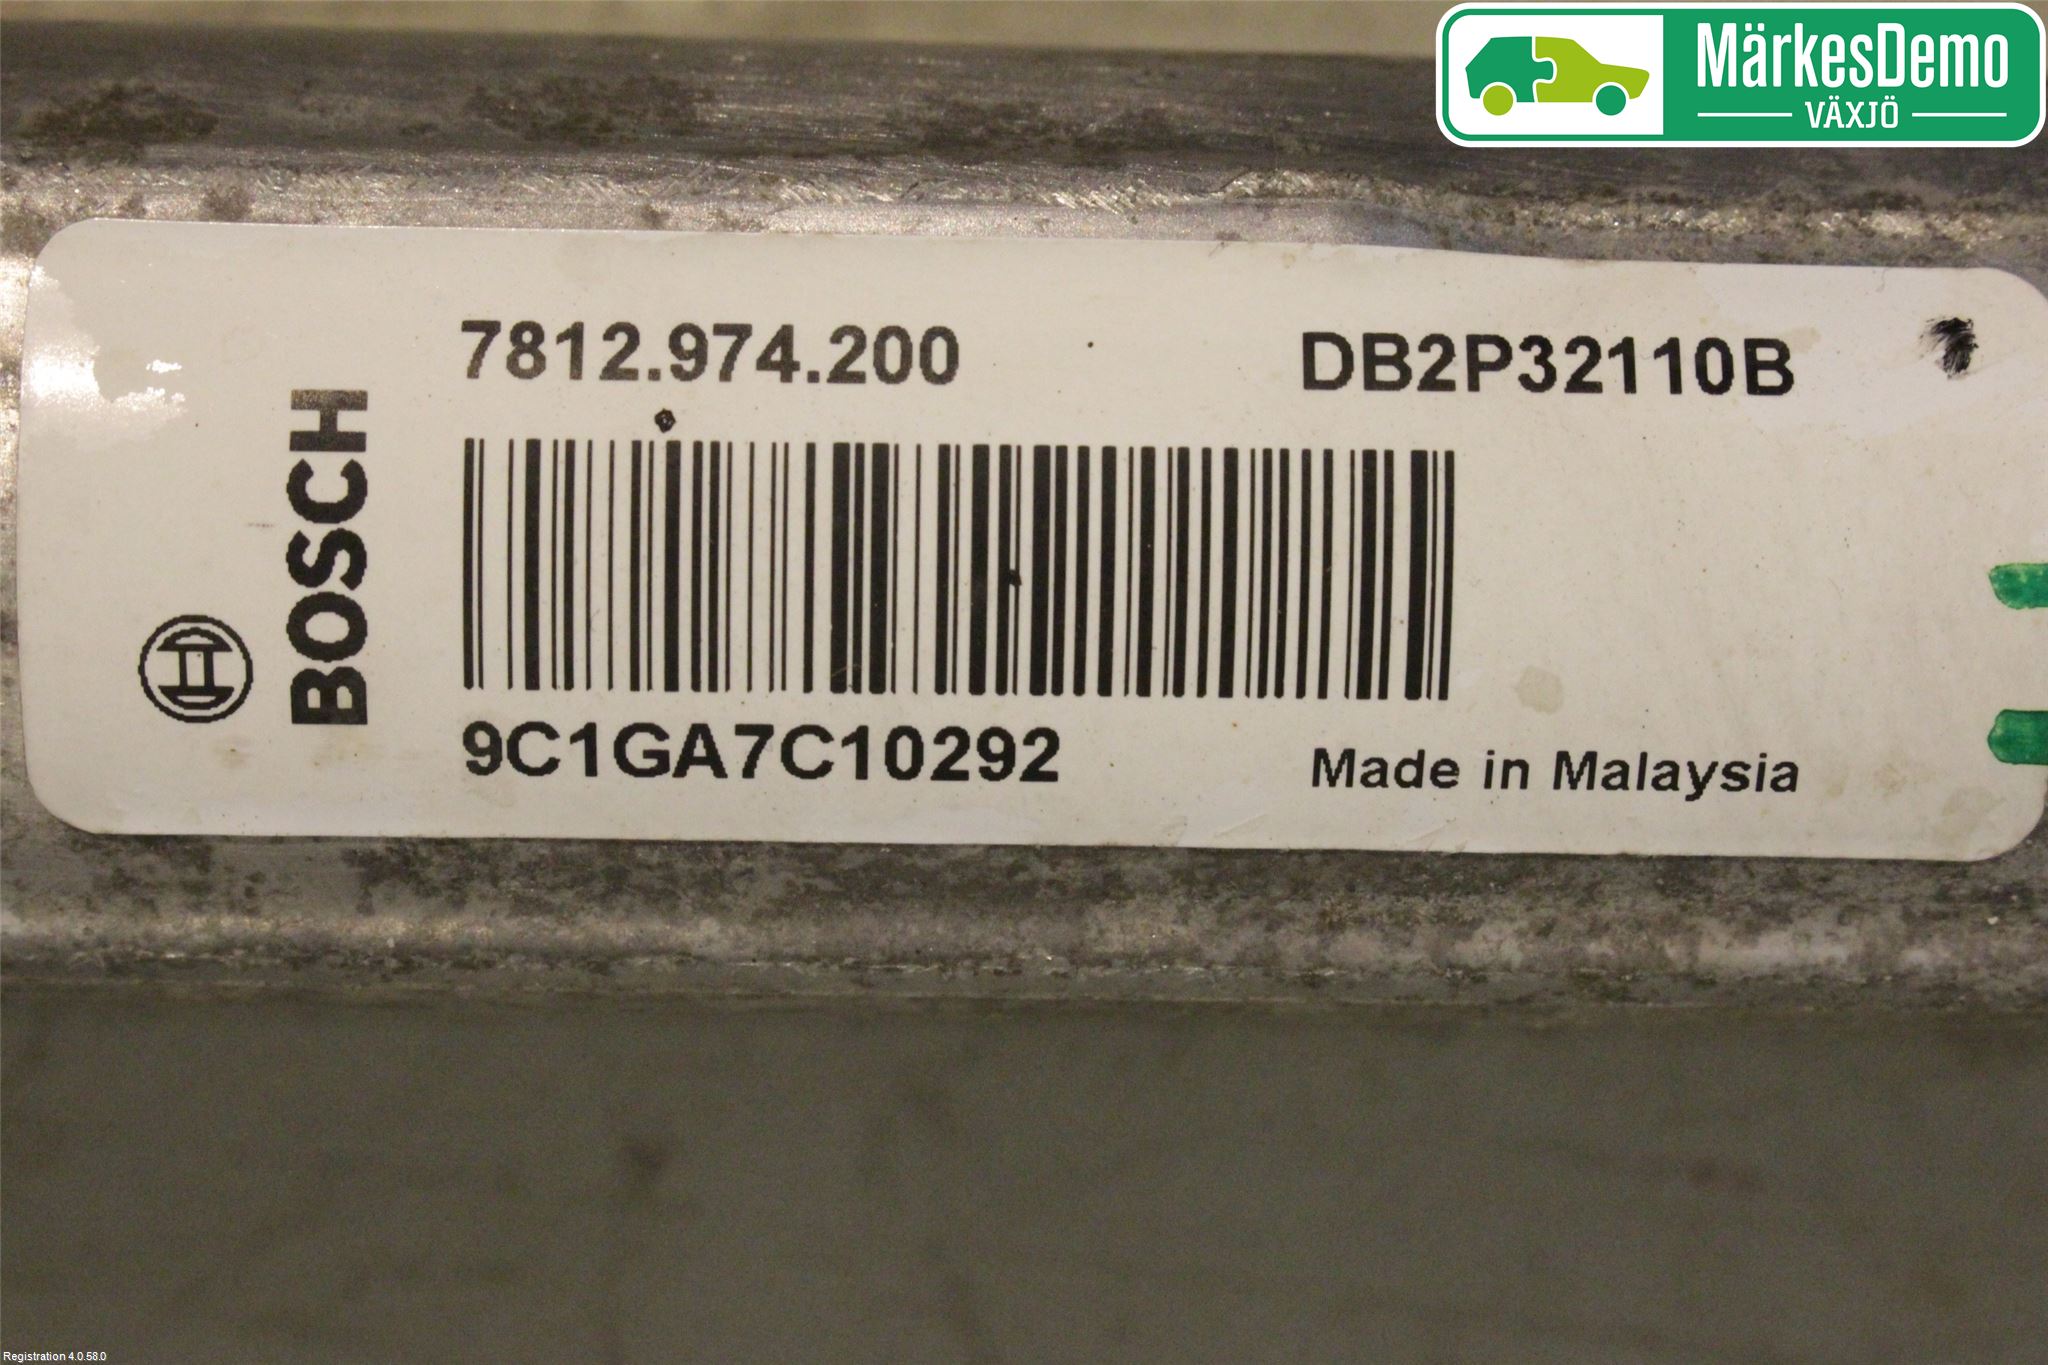 MärkesDemo
VÄXJÖ
7812.974.200
DB2P32110B
BOSCH
9C1GA7C10292
Made in Malaysia
Registration 4.0.58.0